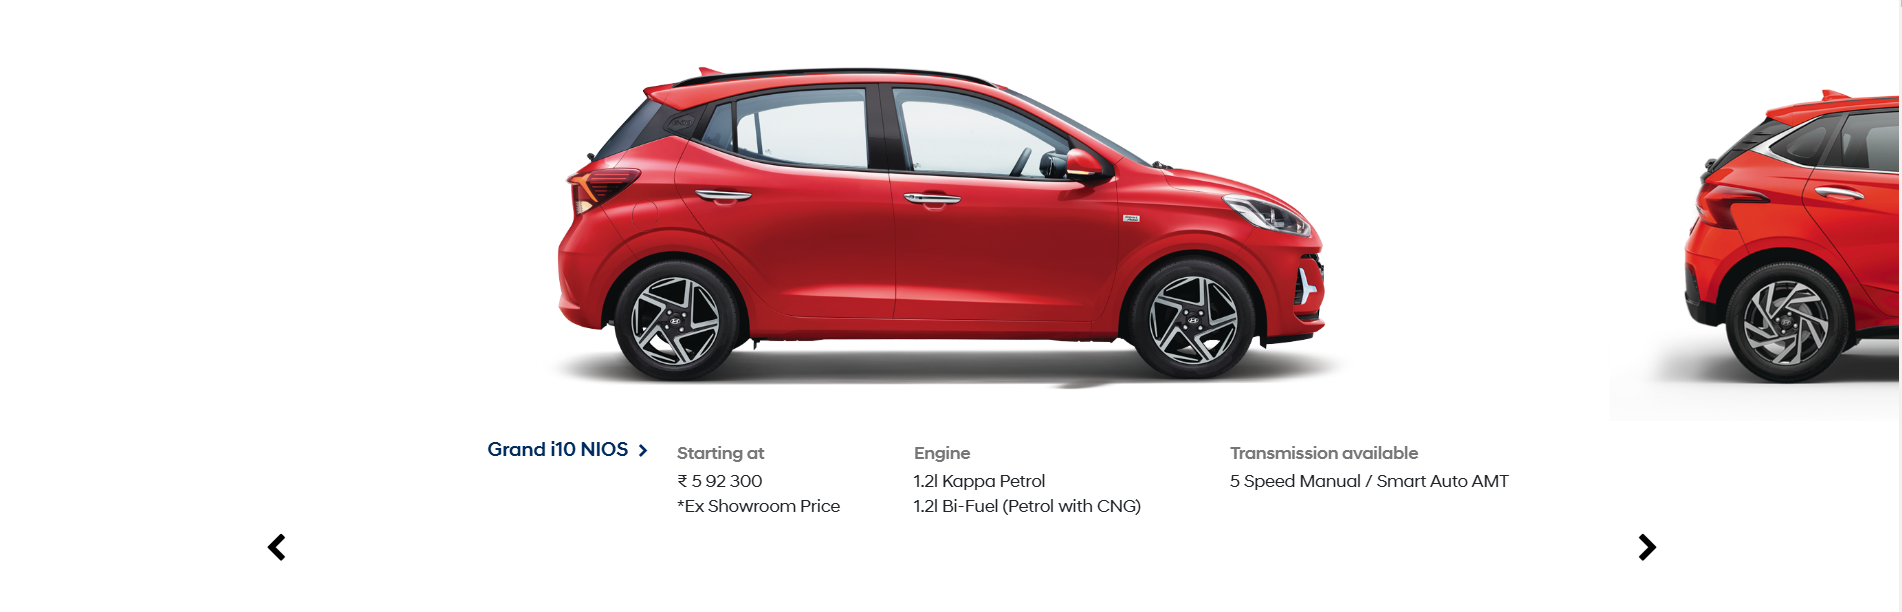 Grand i10 NIOS
Starting at
₹ 5 92 300
*Ex Showroom Price
Engine
1.2l Kappa Petrol
1.2l Bi-Fuel (Petrol with CNG)
Transmission available
5 Speed Manual / Smart Auto AMT